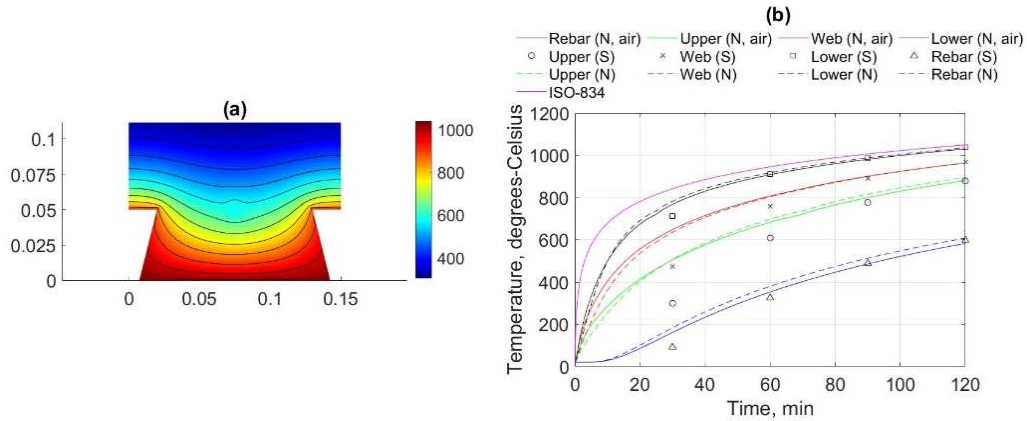 (a)
0.1
0.075
0.05
0.025
0
0 0.05 0.1 0.15
1000
800
600
400
(b)
Rebar (N, air) Upper (N, air) Web (N, air) Lower (N, air)
Upper (S) Web (S) Lower (S) Rebar (S)
Upper (N) Web (N) Lower (N) Rebar (N)
ISO-834
Temperature, degrees-Celsius
1200
1000
800
600
400
200
0
0 20 40 60 80 100 120
Time, min